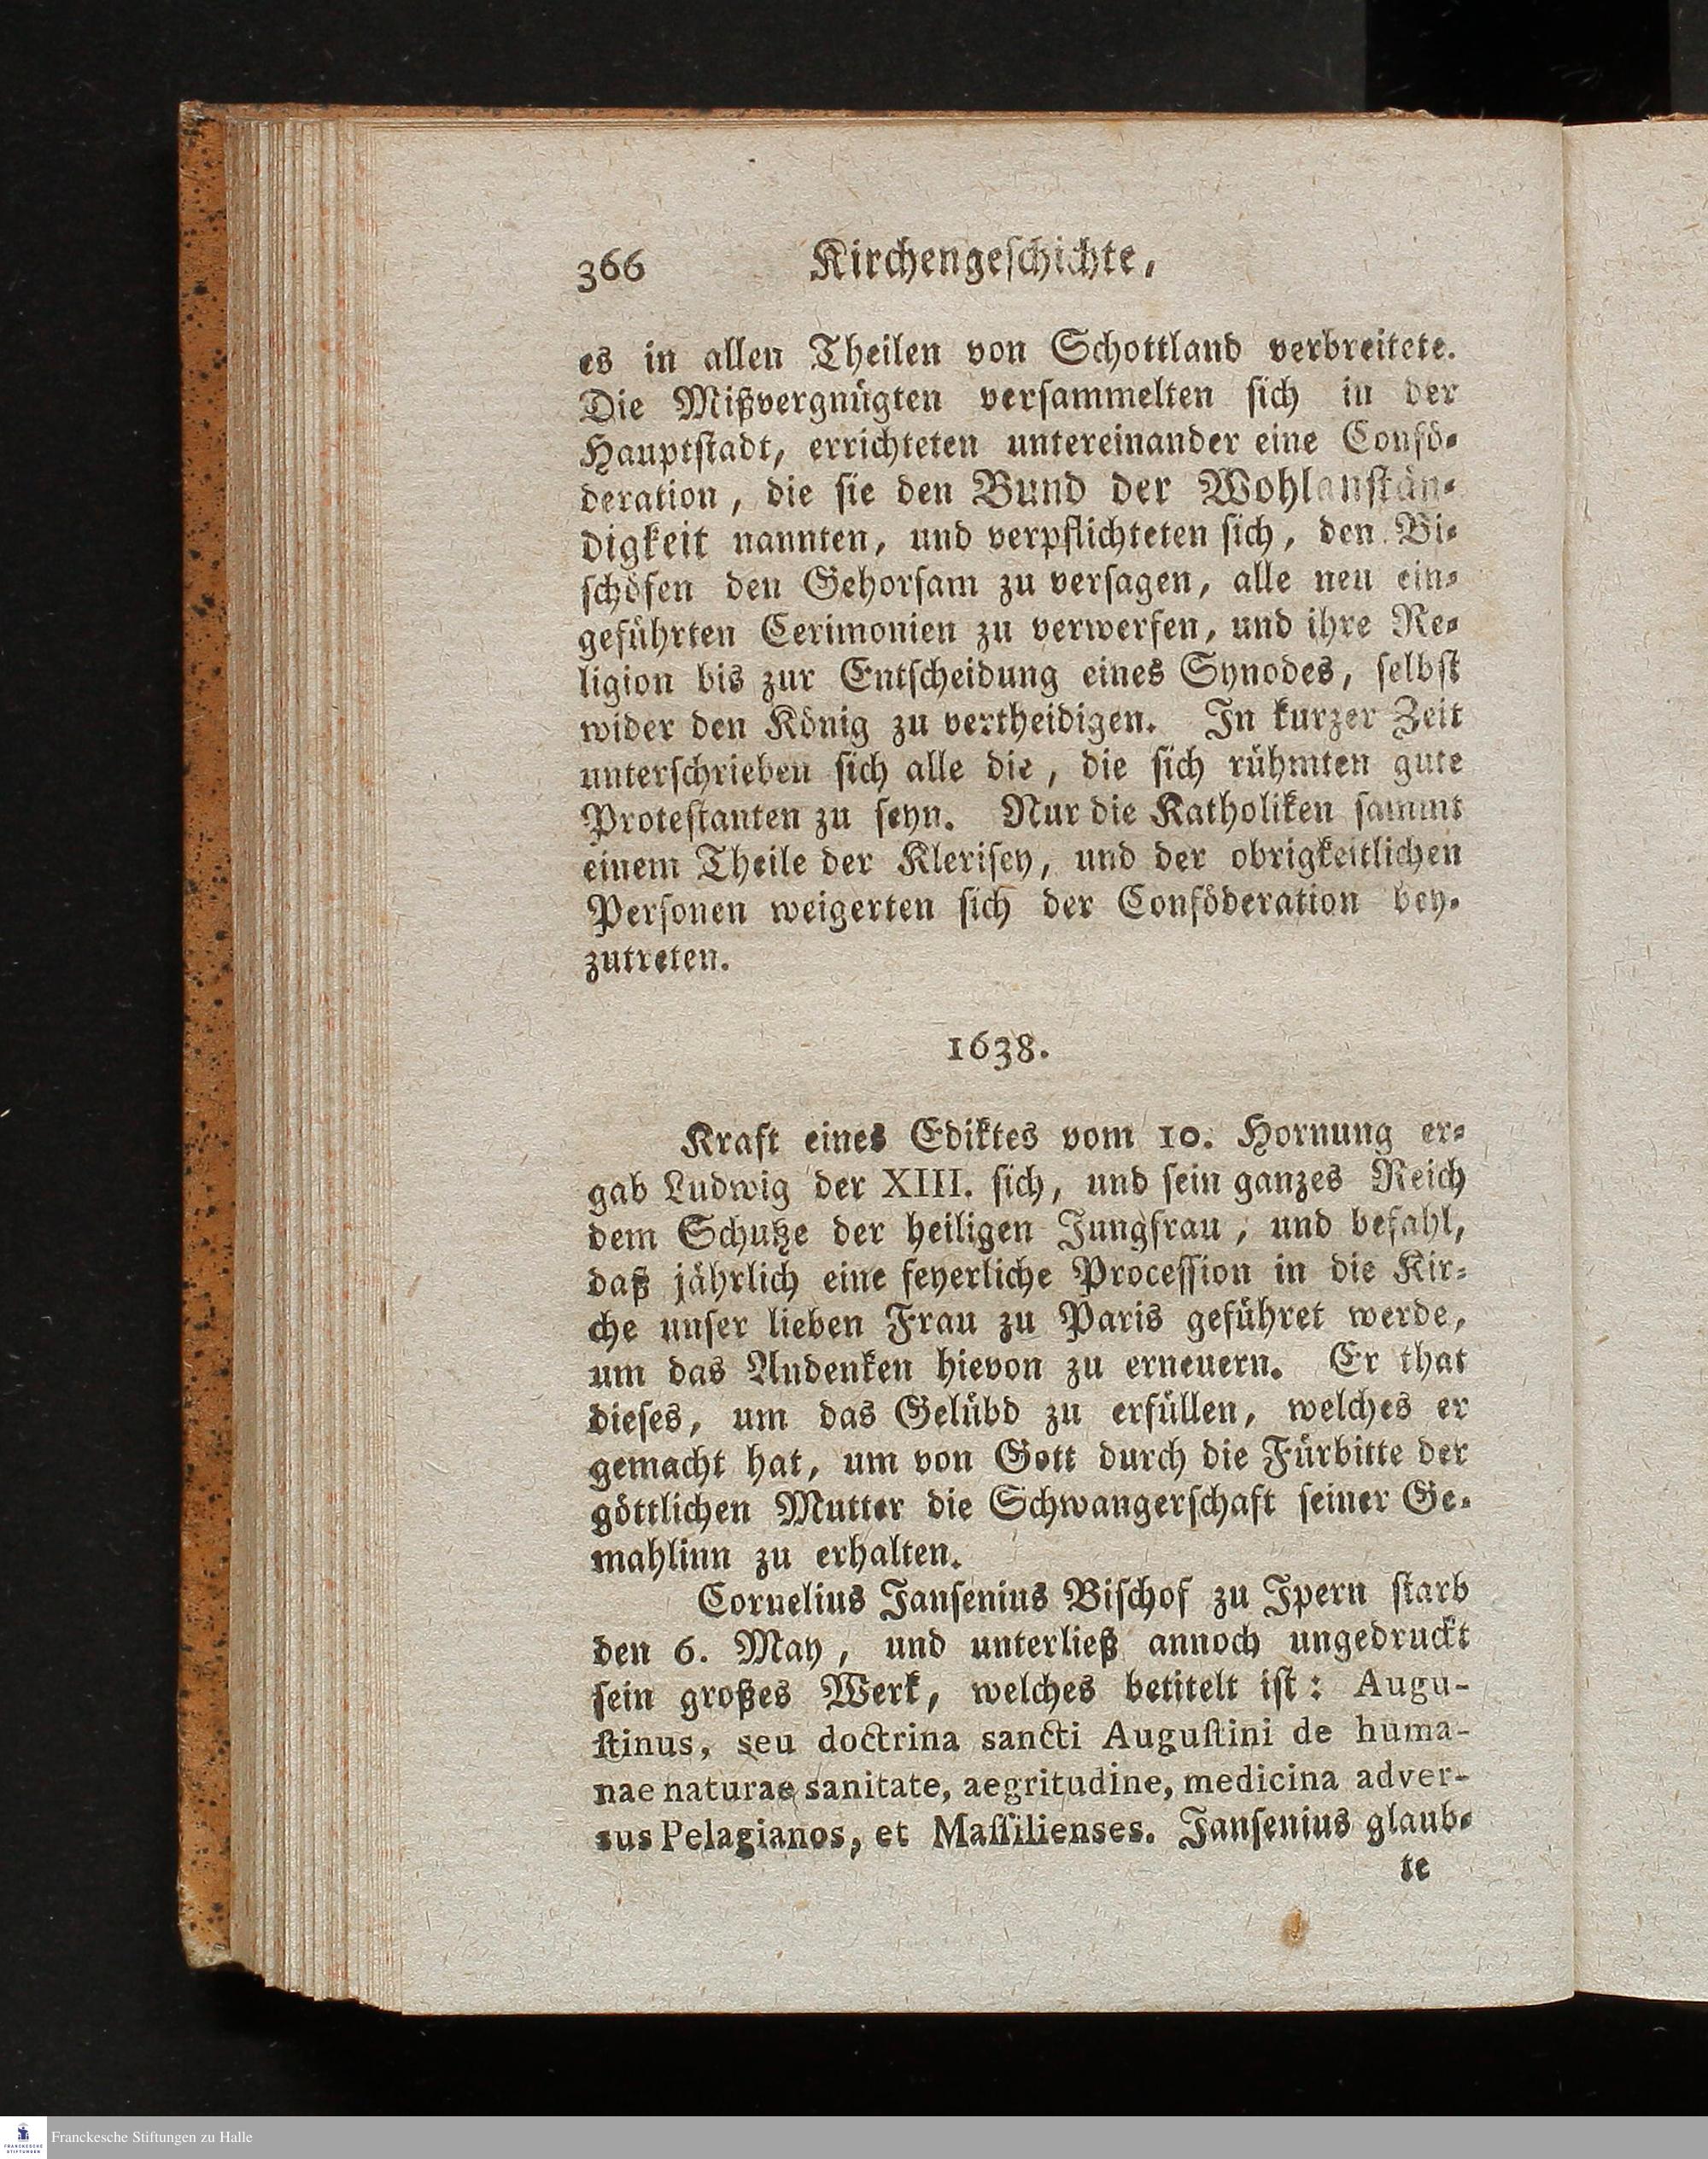 366 Kirchengeschichte,
es in allen Theilen von Schottland verbreitete.
Die Mißvergnügten versammelten sich in der
Hauptstadt, errichteten untereinander eine Confö-
deration, die sie den Bund der Wohlanstän-
digkeit nannten, und verpflichteten sich, den Bi-
schöfen den Gehorsam zu versagen, alle neu ein-
geführten Cerimonien zu verwerfen, und ihre Re-
ligion bis zur Entscheidung eines Synodes, selbst
wider den König zu vertheidigen. In kurzer Zeit
unterschrieben sich alle die, die sich rühmten gute
Protestanten zu seyn. Nur die Katholiken sammt
einem Theile der Klerisey, und der obrigkeitlichen
Personen weigerten sich der Conföderation bey-
zutreten.
1638.
Kraft eines Ediktes vom 10. Hornung er-
gab Ludwig der XIII. sich, und sein ganzes Reich
dem Schutze der heiligen Jungfrau, und befahl,
daß jährlich eine feyerliche Procession in die Kir-
che unser lieben Frau zu Paris geführet werde,
um das Andenken hievon zu erneuern. Er that
dieses, um das Gelübd zu erfüllen, welches er
gemacht hat, um von Gott durch die Fürbitte der
göttlichen Mutter die Schwangerschaft seiner Ge-
mahlinn zu erhalten.
Cornelius Jansenius Bischof zu Ipern starb
den 6. May, und unterließ annoch ungedruckt
sein großes Werk, welches betitelt ist: Augu-
stinus, seu doctrina sancti Augustini de huma-
nae naturae sanitate, aegritudine, medicina adver-
sus Pelagianos, et Massilienses. Jansenius glaub-
te
FRANCKESCHE
STIFTUNGEN
Franckesche Stiftungen zu Halle